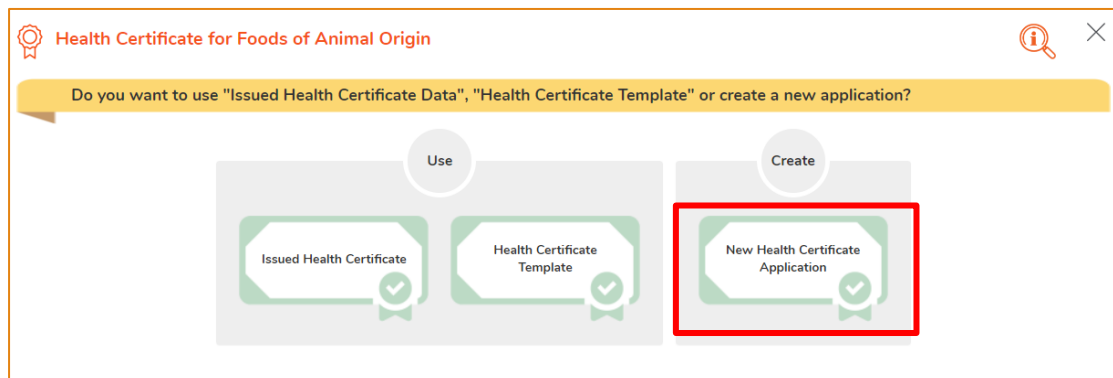 Health Certificate for Foods of Animal Origin
Do you want to use "Issued Health Certificate Data", "Health Certificate Template" or create a new application?
Use
Create
Issued Health Certificate
Health Certificate
Template
New Health Certificate
Application